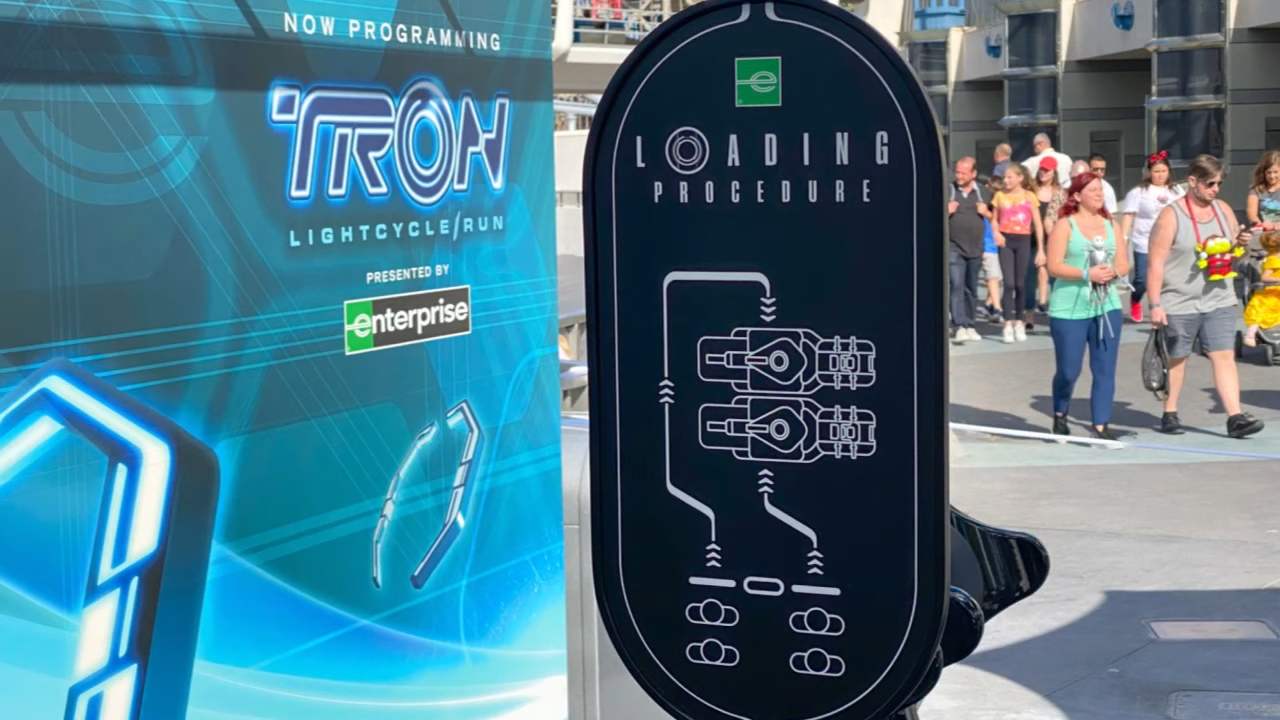 NOW PROGRAMMING
TRON
LIGHTCYCLE/RUN
PRESENTED BY
enterprise
e
LOADING
PROCEDURE